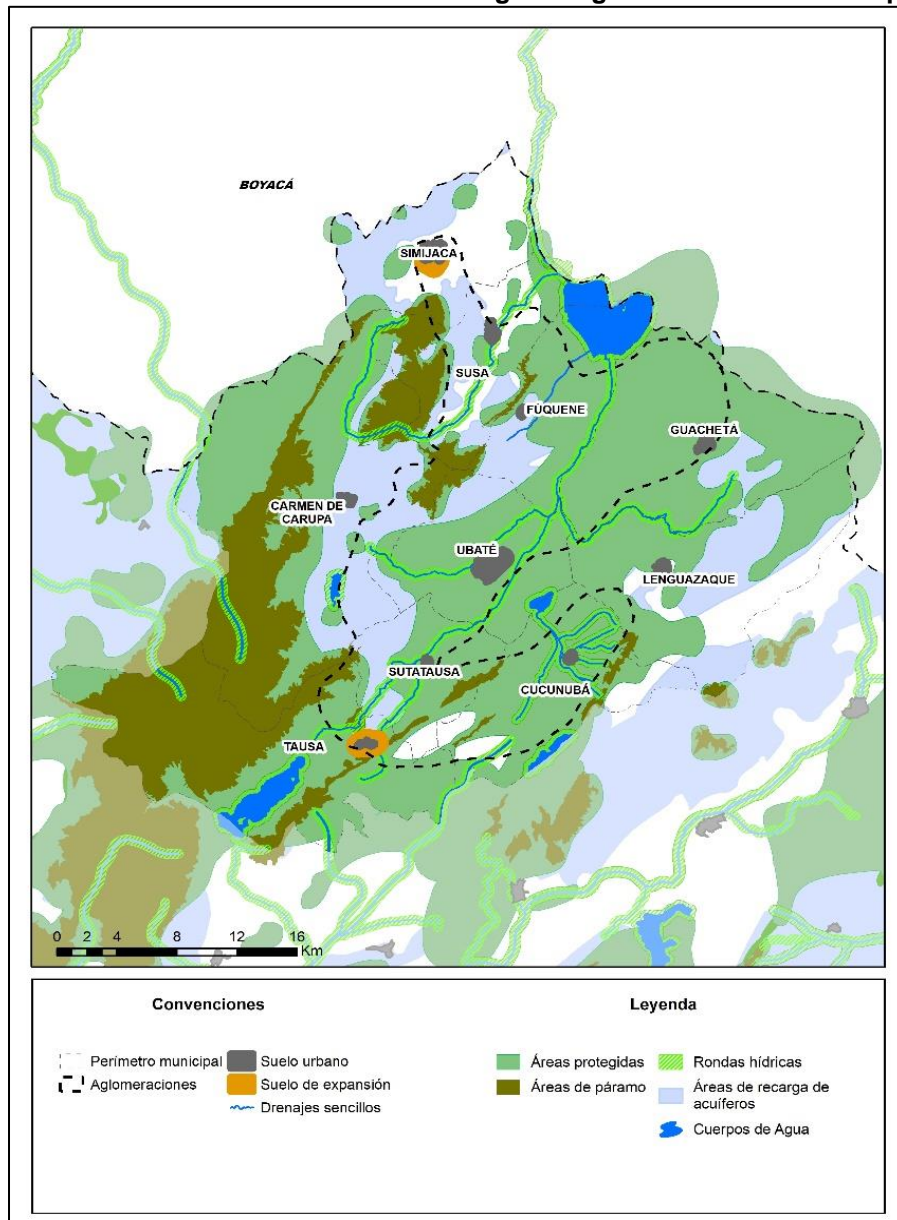 BOYACÁ
SIMIJACA
SUSA
FÚQUENE
GUACHETÁ
CARMEN DE
CARUPA
UBATÉ
LENGUAZAQUE
SUTATAUSA
CUCUNUBÁ
TAUSA
0 2 4 8 12 16
Km
Convenciones
Perímetro municipal
Aglomeraciones
Suelo urbano
Suelo de expansión
Drenajes sencillos
Leyenda
Áreas protegidas
Áreas de páramo
Rondas hídricas
Áreas de recarga de
acuíferos
Cuerpos de Agua